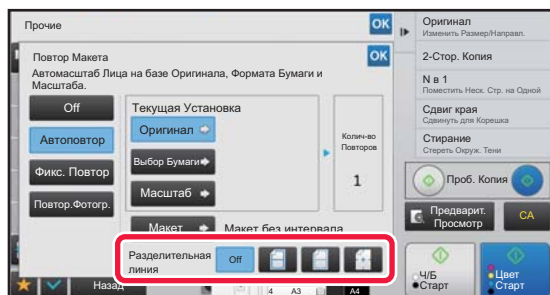 Прочие
OK
Повтор Макета
OK
Автомасштаб Лица на базе Оригинала, Формата Бумаги и
Масштаба.
Off
Автоповтор
Фикс. Повтор
Повтор.Фотогр.
Текущая Установка
Оригинал
Выбор Бумаги
Масштаб
Колич-во
Повторов
1
Макет
Макет без интервала
Разделительная
линия
Off
Назад
4
A3
A4
Оригинал
Изменить Размер/Направл.
2-Стор. Копия
N в 1
Поместить Неск. Стр. на Одной
Сдвиг края
Сдвинуть для Корешка
Стирание
Стереть Окруж. Тени
Проб. Копия
Предварит.
Просмотр
CA
Ч/Б
Старт
Цвет
Старт